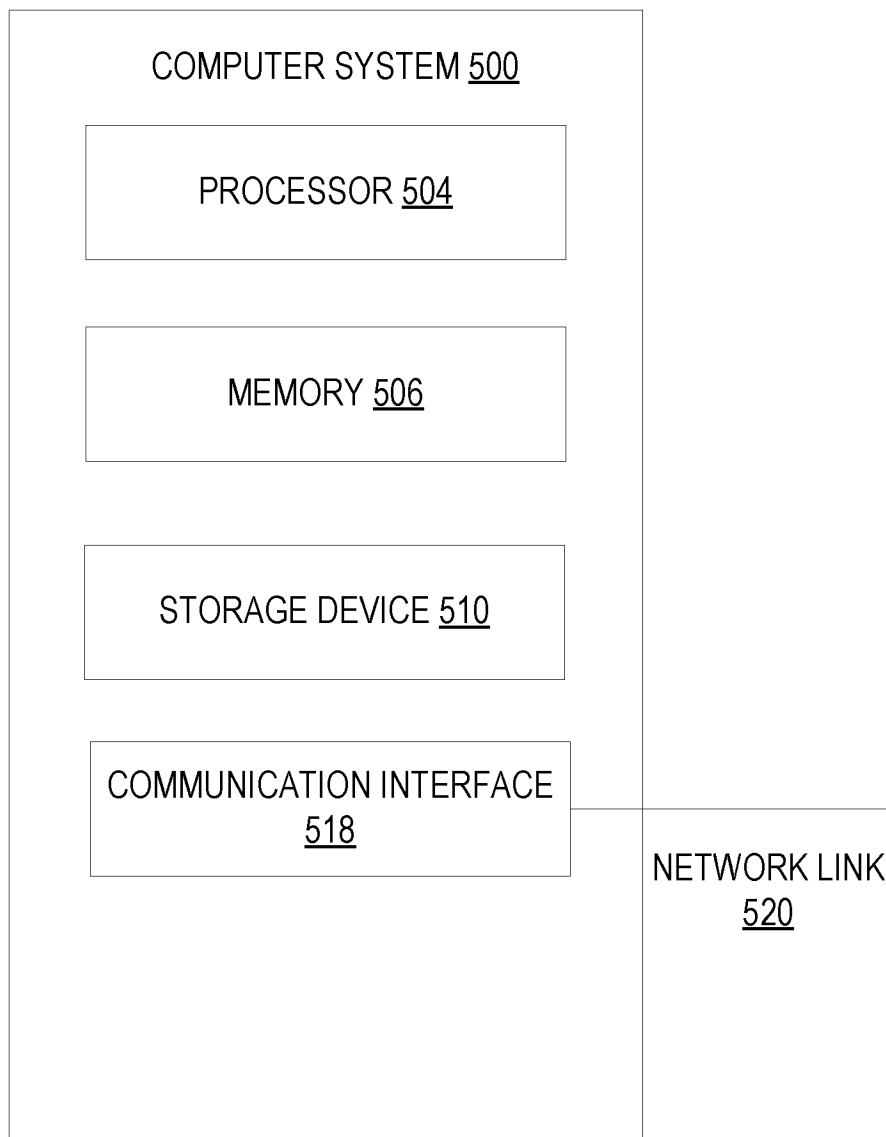 COMPUTER SYSTEM 500
PROCESSOR 504
MEMORY 506
STORAGE DEVICE 510
COMMUNICATION INTERFACE
518
NETWORK LINK
520